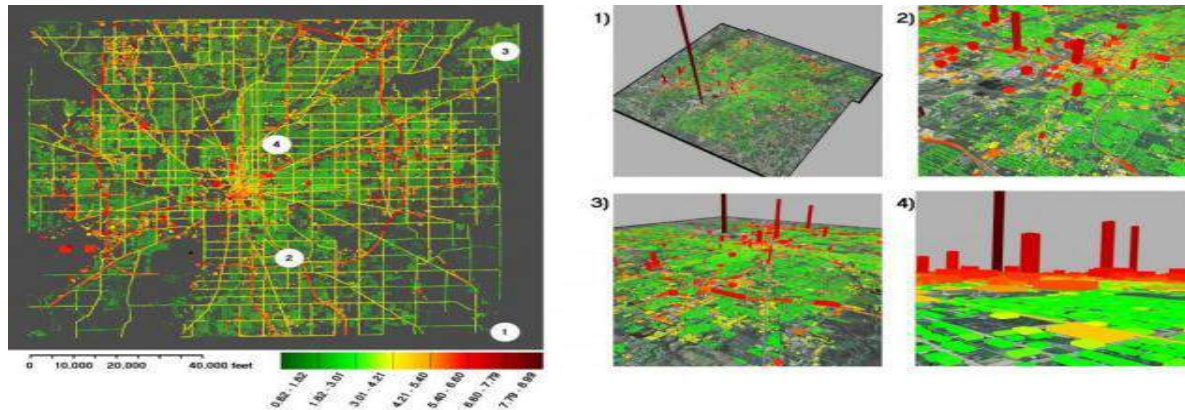 3
4
2
1
10,000 20,000 40,000 feet
0.62 - 1.82
1.82 - 3.01
3.01 - 4.21
4.21 - 5.40
5.40 - 6.60
6.60 - 7.79
7.79 - 8.99
1)
2)
3)
4)